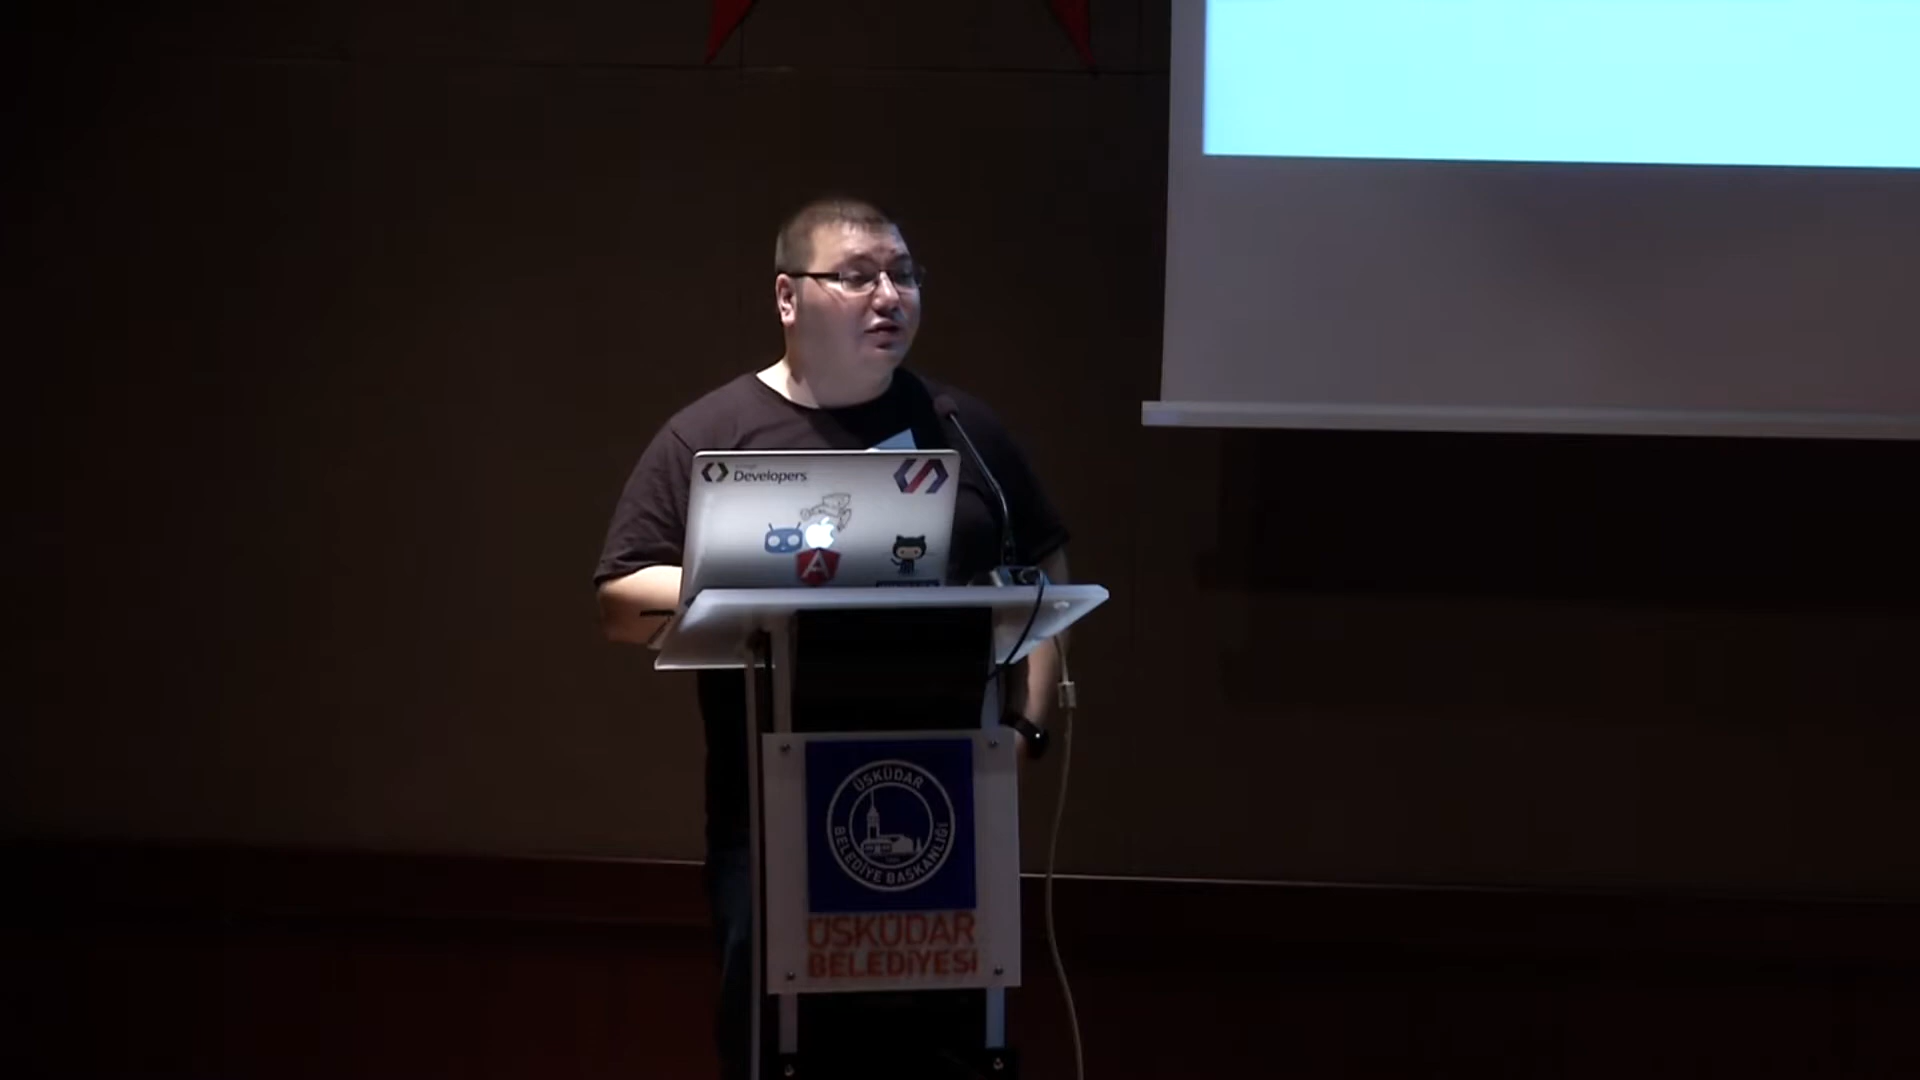 Developers
ÜSKÜDAR
BELEDİYE BAŞKANLIĞI
ÜSKÜDAR
BELEDİYESİ